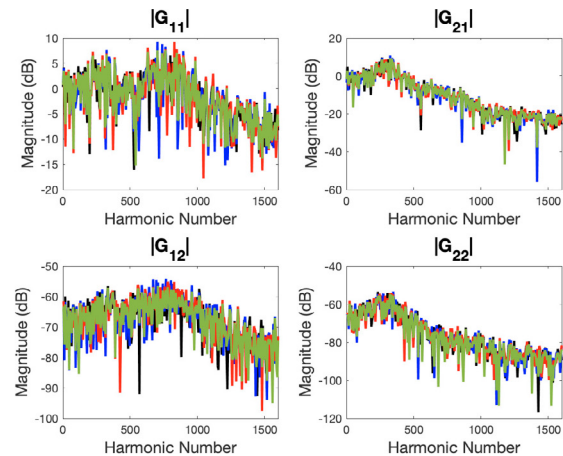 |G11|
10
5
0
-5
-10
-15
-20
Magnitude (dB)
0 500 1000 1500
Harmonic Number
|G21|
20
0
-20
-40
-60
Magnitude (dB)
0 500 1000 1500
Harmonic Number
|G12|
-50
-60
-70
-80
-90
-100
Magnitude (dB)
0 500 1000 1500
Harmonic Number
|G22|
-40
-60
-80
-100
-120
Magnitude (dB)
0 500 1000 1500
Harmonic Number